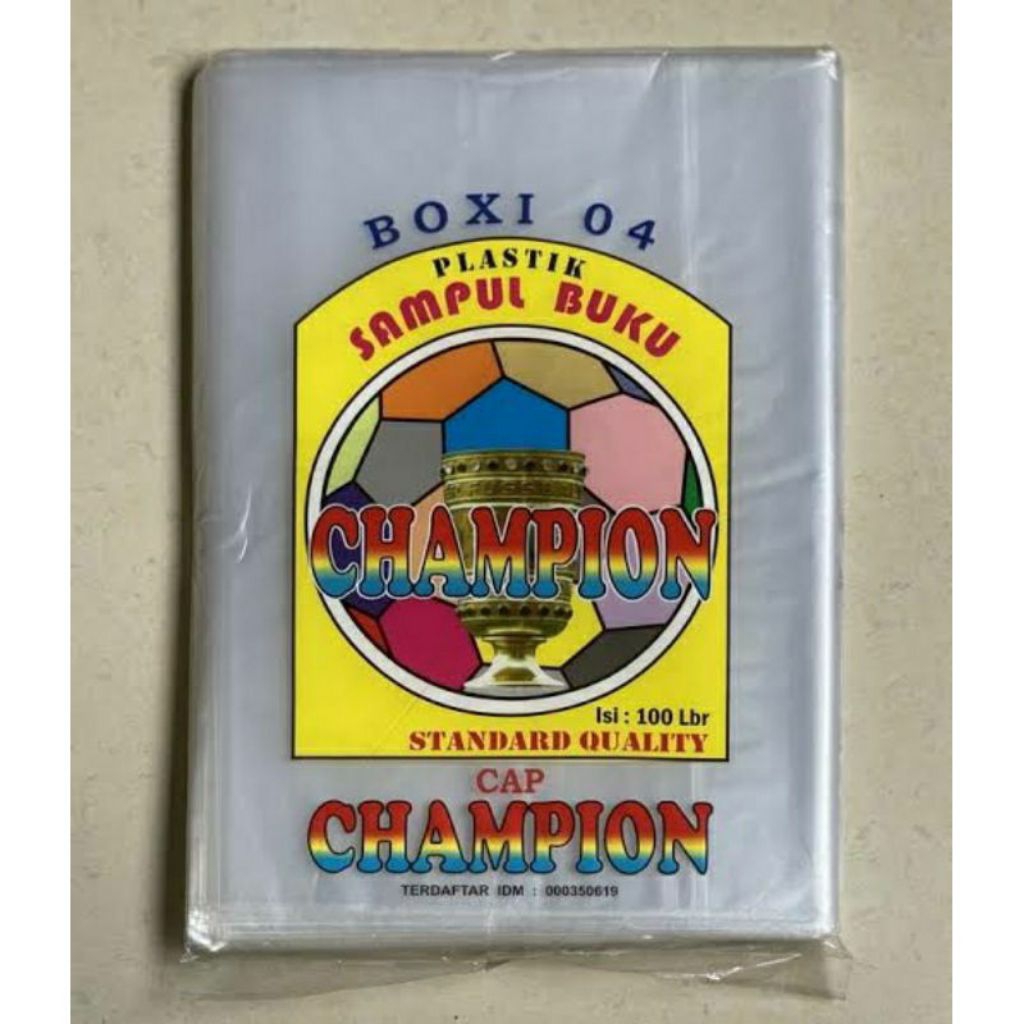 BOXI 04
PLASTIK
SAMPUL BUKU
CHAMPION
Isi : 100 Lbr
STANDARD QUALITY
CAP
CHAMPION
TERDAFTAR IDM : 000350619